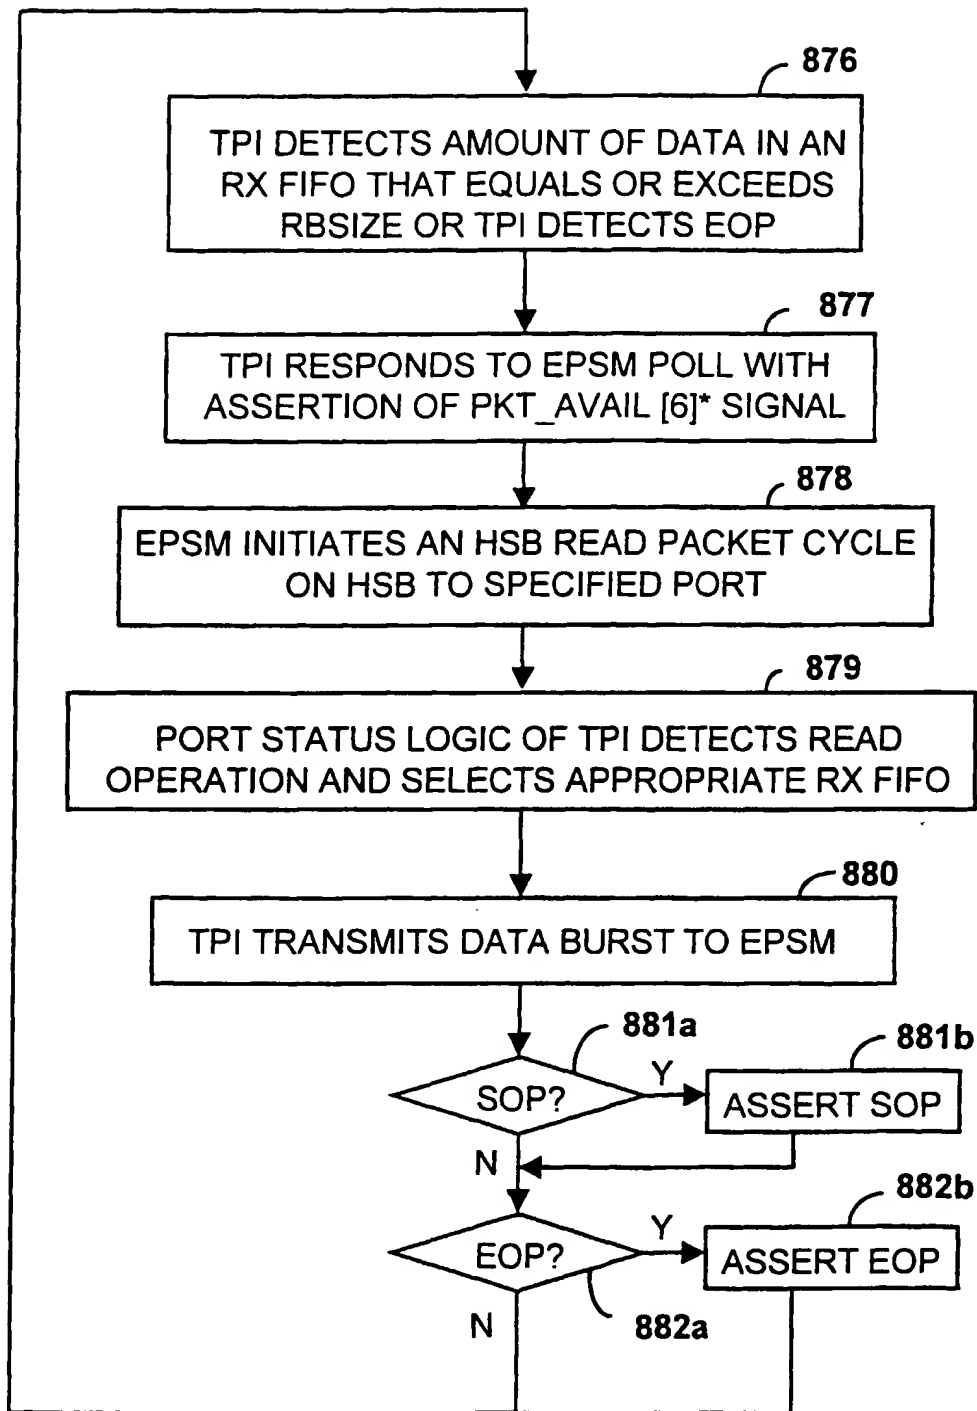 876
TPI DETECTS AMOUNT OF DATA IN AN
RX FIFO THAT EQUALS OR EXCEEDS
RBSIZE OR TPI DETECTS EOP
877
TPI RESPONDS TO EPSM POLL WITH
ASSERTION OF PKT_AVAIL [6]* SIGNAL
878
EPSM INITIATES AN HSB READ PACKET CYCLE
ON HSB TO SPECIFIED PORT
879
PORT STATUS LOGIC OF TPI DETECTS READ
OPERATION AND SELECTS APPROPRIATE RX FIFO
880
TPI TRANSMITS DATA BURST TO EPSM
881a
SOP?
Y
881b
ASSERT SOP
N
882b
EOP?
Y
ASSERT EOP
N
882a